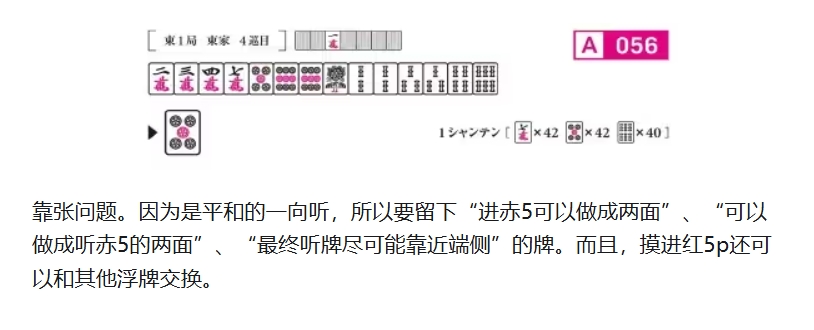 [ 東1局 東家 4巡目 ]
A 056
1シャンテン [ ×42 ×42 ×40 ]
靠张问题。因为是平和的一向听，所以要留下“进赤5可以做成两面”、“可以
做成听赤5的两面”、“最终听牌尽可能靠近端侧”的牌。而且，摸进红5p还可
以和其他浮牌交换。